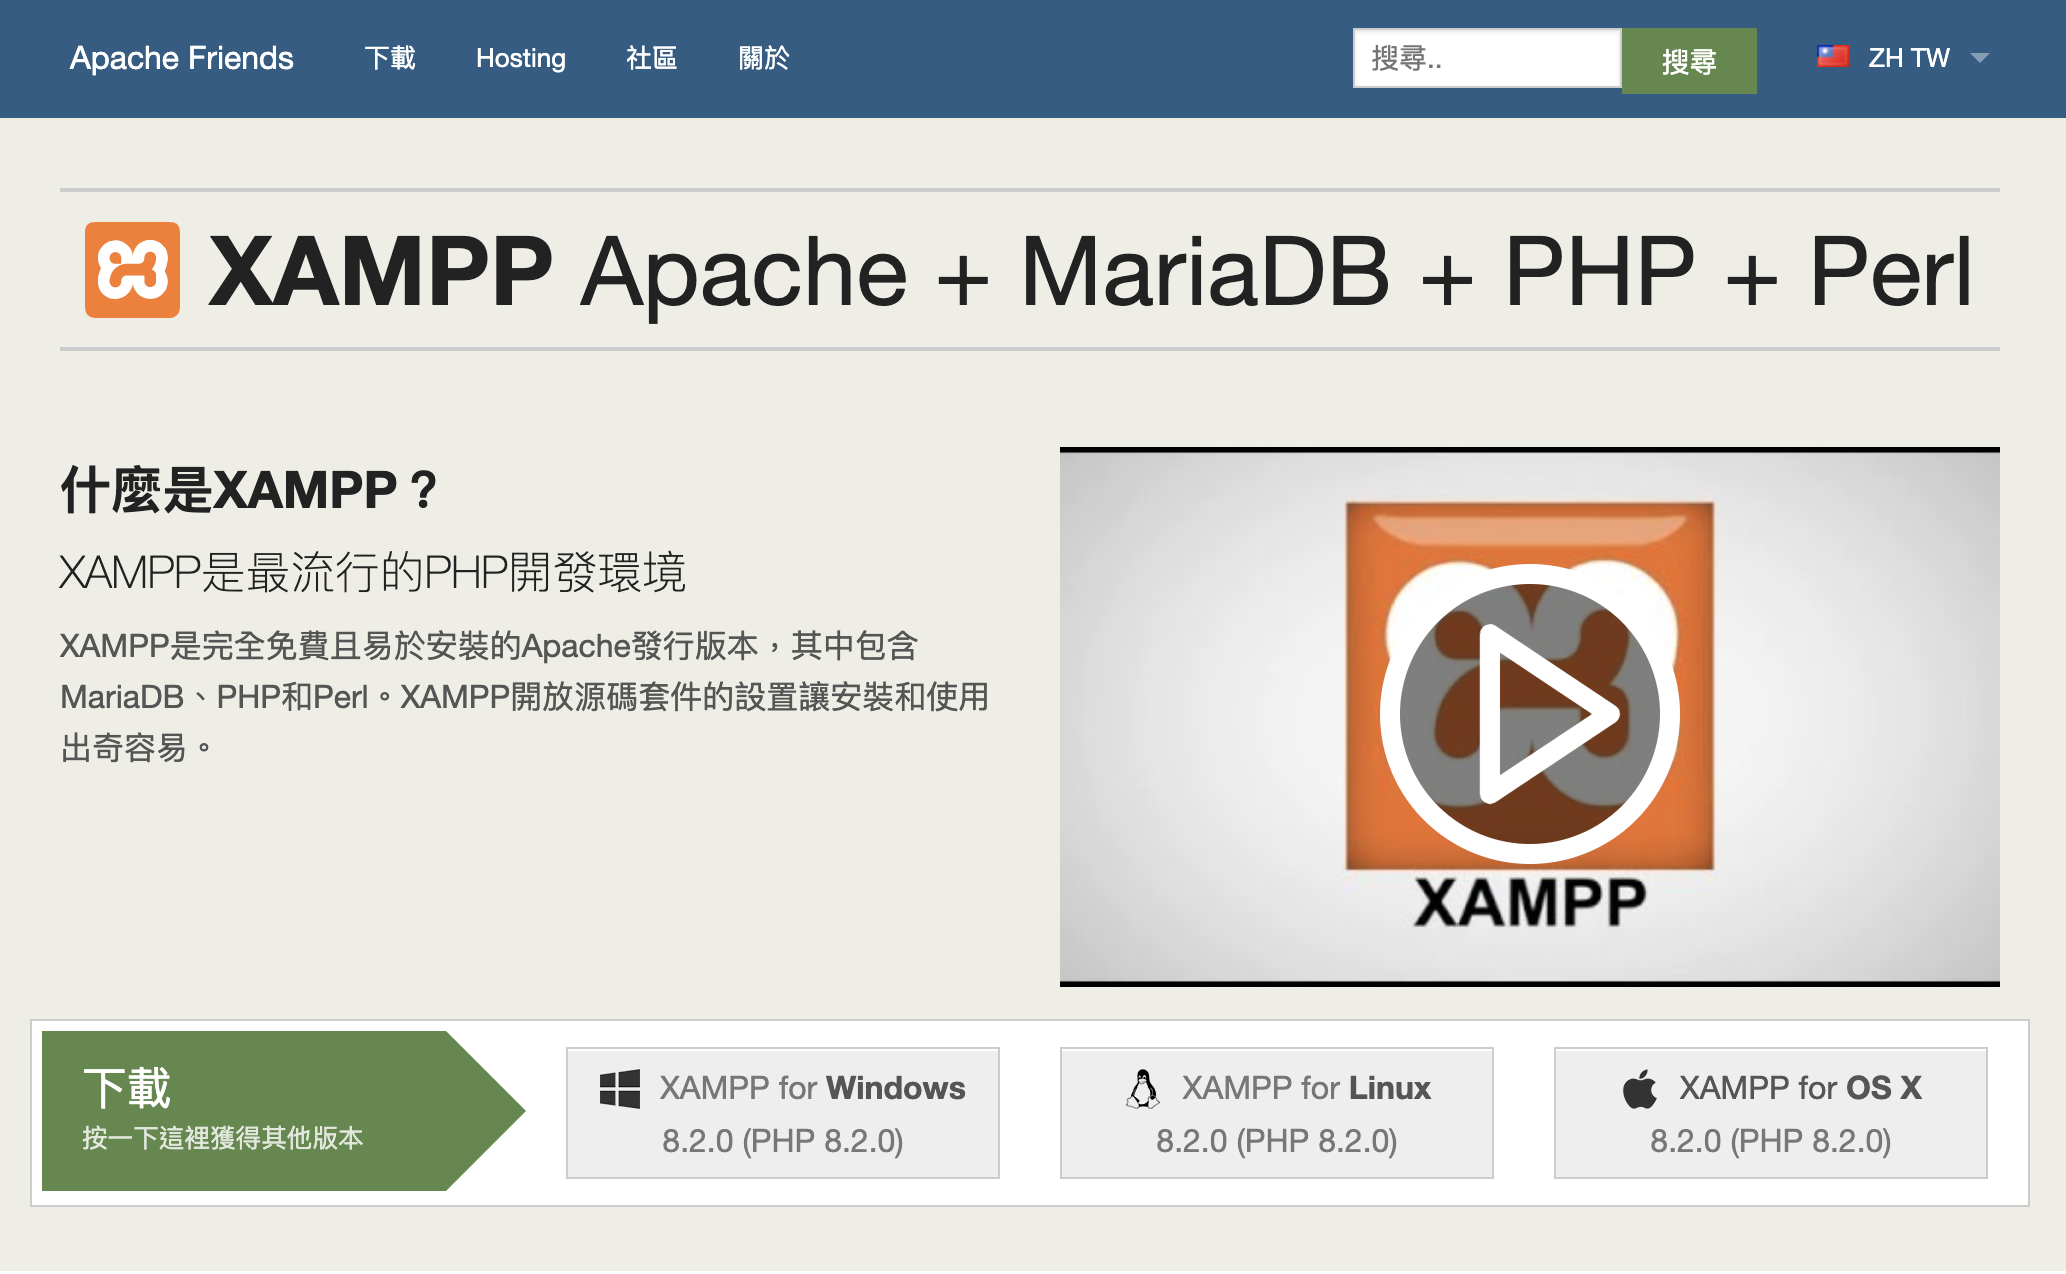 Apache Friends 下載 Hosting 社區 關於 搜尋.. 搜尋 ZH TW
XAMPP Apache + MariaDB + PHP + Perl
什麼是XAMPP？
XAMPP是最流行的PHP開發環境
XAMPP是完全免費且易於安裝的Apache發行版本，其中包含
MariaDB、PHP和Perl。XAMPP開放源碼套件的設置讓安裝和使用
出奇容易。
XAMPP
下載
按一下這裡獲得其他版本
XAMPP for Windows
8.2.0 (PHP 8.2.0)
XAMPP for Linux
8.2.0 (PHP 8.2.0)
XAMPP for OS X
8.2.0 (PHP 8.2.0)